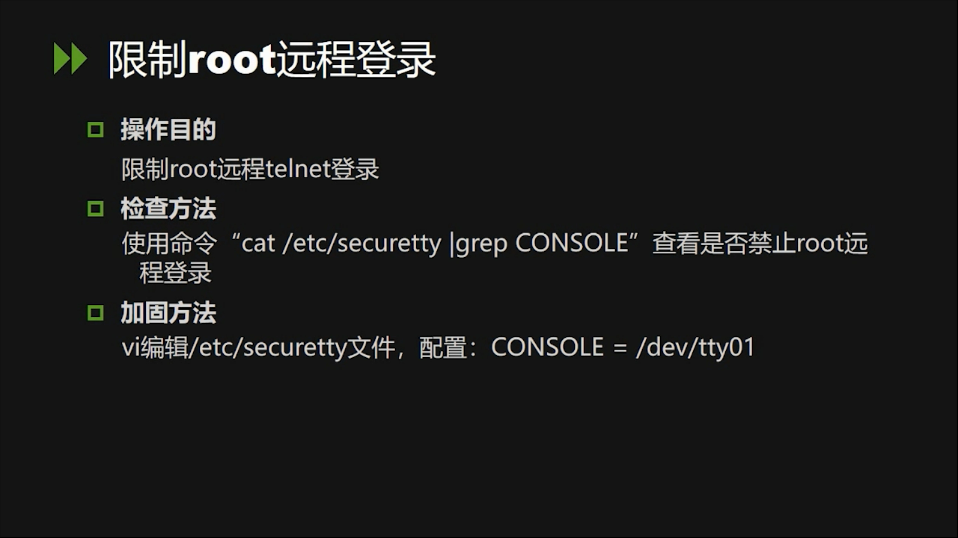 限制root远程登录
操作目的
限制root远程telnet登录
检查方法
使用命令“cat /etc/securetty |grep CONSOLE”查看是否禁止root远
程登录
加固方法
vi编辑/etc/securetty文件，配置：CONSOLE = /dev/tty01